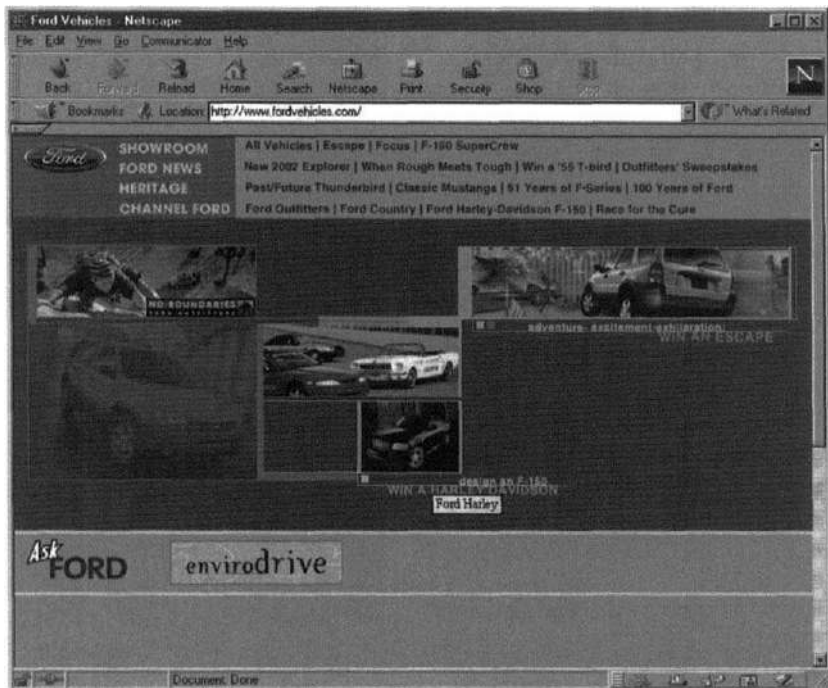 Ford Vehicles - Netscape
File Edit View Go Communicator Help
Back Forward Reload Home Search Netscape Print Security Shop Stop
N
Bookmarks Location: http://www.fordvehicles.com/ What's Related
Ford
SHOWROOM All Vehicles | Escape | Focus | F-150 SuperCrew
FORD NEWS New 2002 Explorer | When Rough Meets Tough | Win a '55 T-bird | Outfitters' Sweepstakes
HERITAGE Past/Future Thunderbird | Classic Mustangs | 51 Years of F-Series | 100 Years of Ford
CHANNEL FORD Ford Outfitters | Ford Country | Ford Harley-Davidson F-150 | Race for the Cure
NO BOUNDARIES
FORD OUTFITTERS
adventure. excitement exhilaration.
WIN AN ESCAPE
design an F-150
WIN A HARLEY DAVIDSON
Ford Harley
Ask FORD
envirodrive
Document: Done